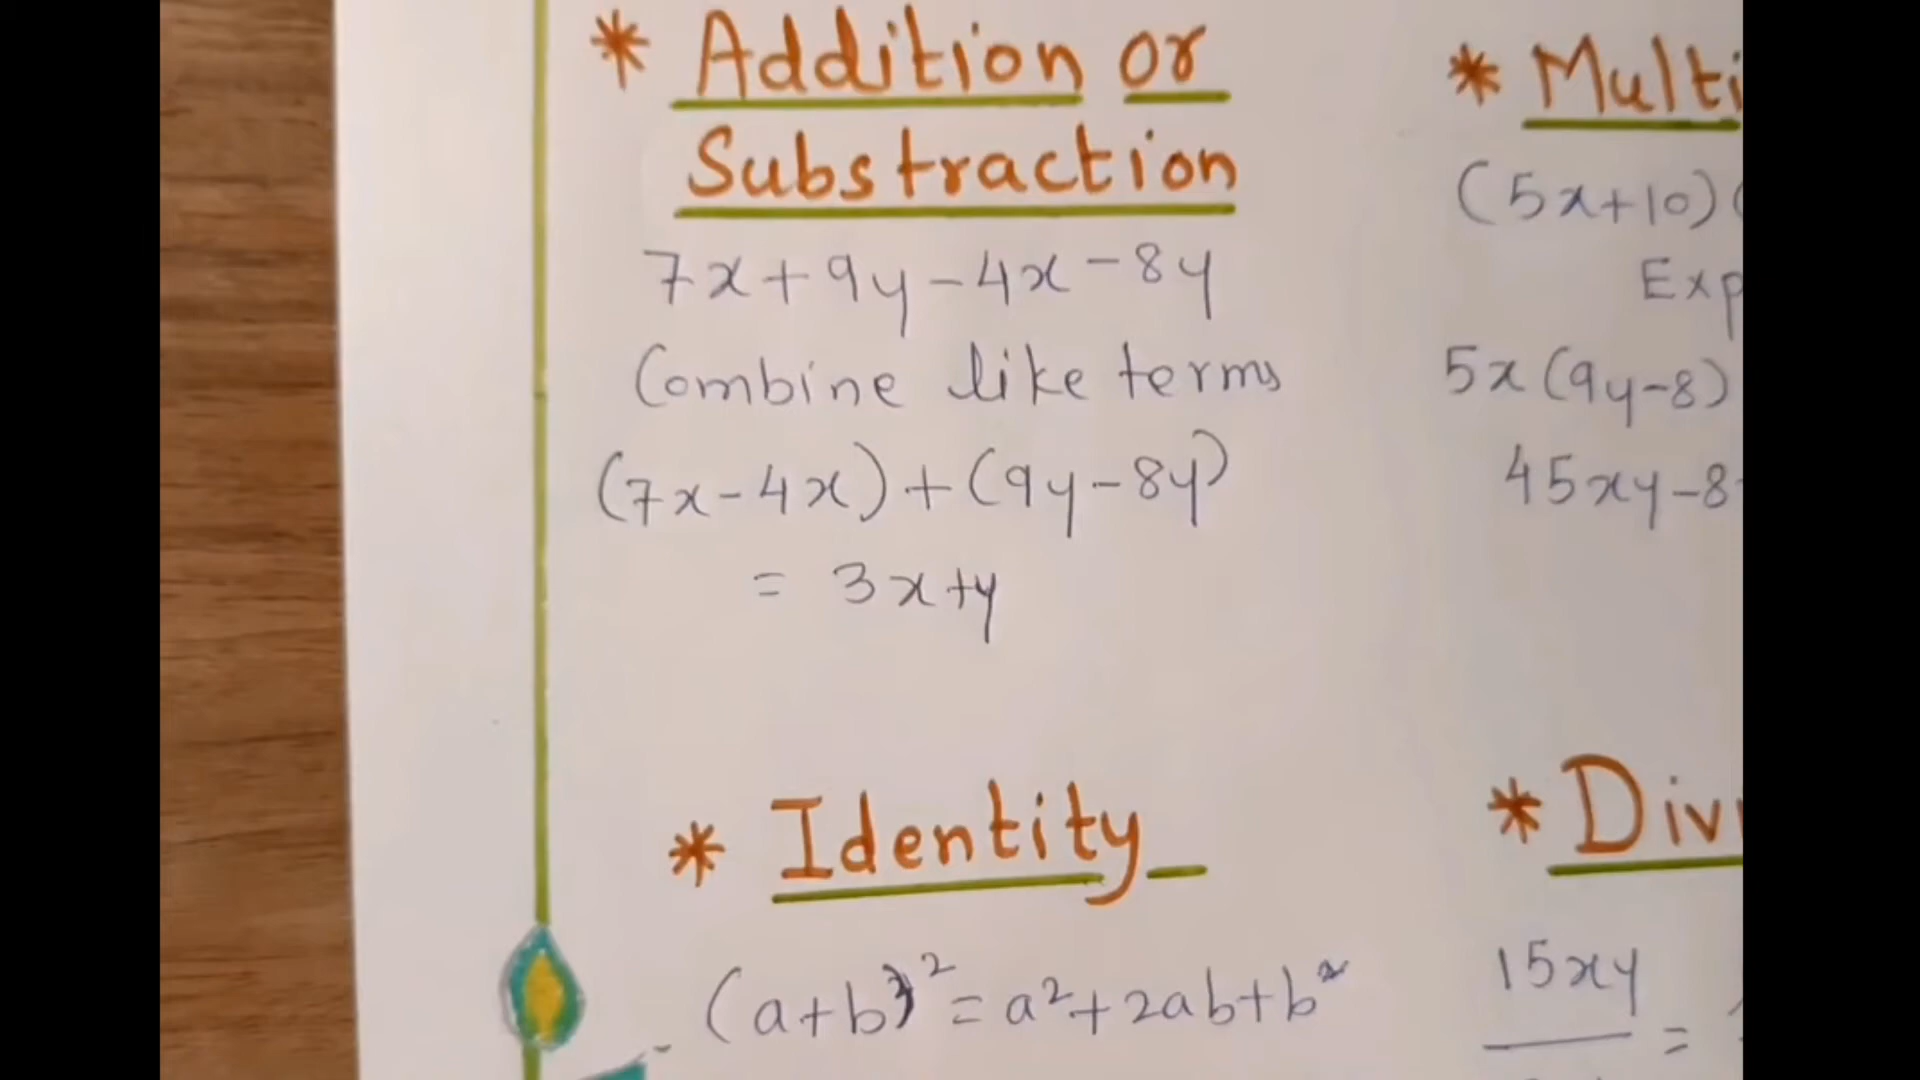 * Addition or
Substraction
7x+9y-4x-8y
Combine like terms
(7x-4x)+(9y-8y)
= 3x+y
* Multi
(5x+10)(
Exp
5x(9y-8)
45xy-8
* Identity
(a+b)²=a²+2ab+b²
* Div
15xy
=